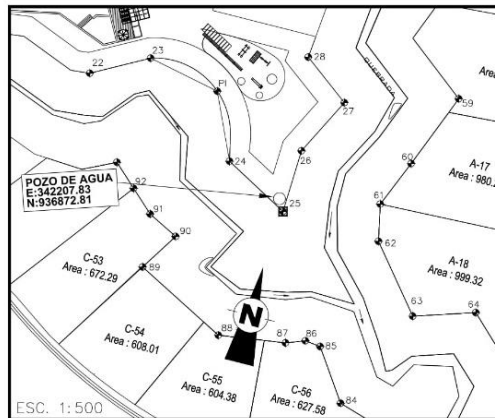 22
23
PI
24
25
26
27
28
QUEBRADA
59
60
61
62
63
64
A-17
A-18
Area : 999.32
POZO DE AGUA
E:342207.83
N:936872.81
92
91
90
89
88
87
86
85
84
C-53
Area : 672.29
C-54
Area : 608.01
C-55
Area : 604.38
C-56
Area : 627.58
N
ESC. 1:500